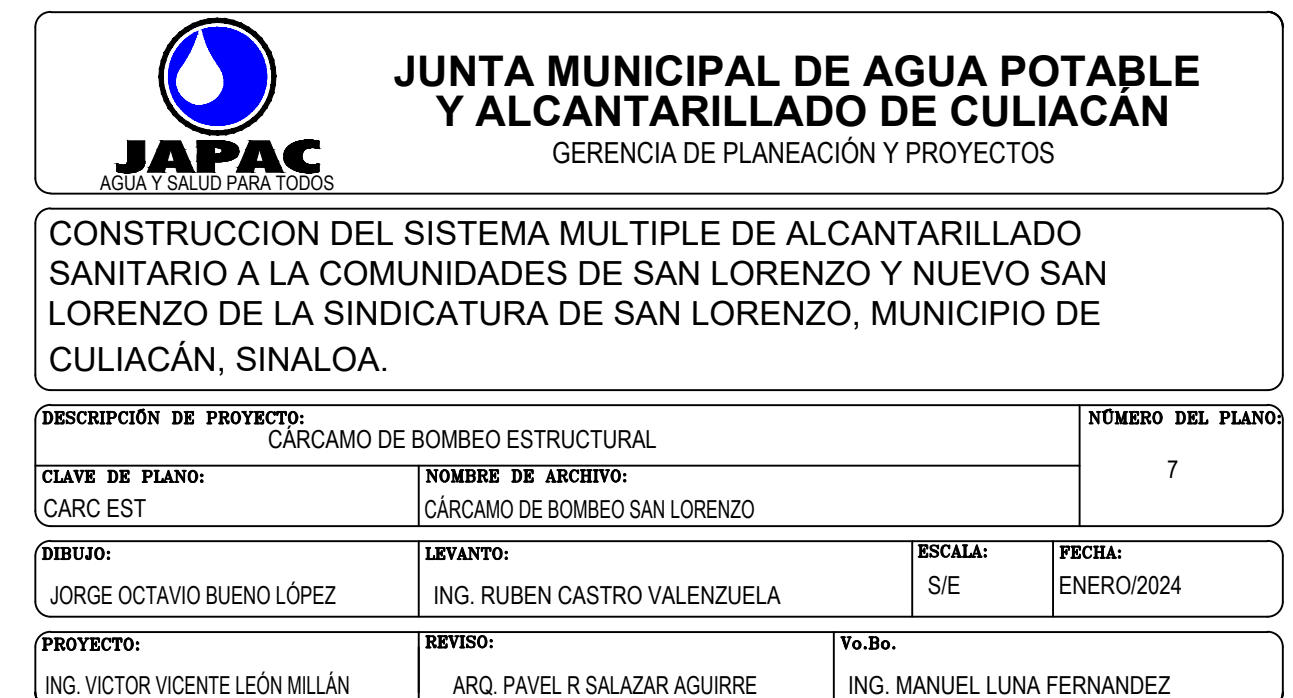 JAPAC
AGUA Y SALUD PARA TODOS
JUNTA MUNICIPAL DE AGUA POTABLE
Y ALCANTARILLADO DE CULIACÁN
GERENCIA DE PLANEACIÓN Y PROYECTOS
CONSTRUCCION DEL SISTEMA MULTIPLE DE ALCANTARILLADO
SANITARIO A LA COMUNIDADES DE SAN LORENZO Y NUEVO SAN
LORENZO DE LA SINDICATURA DE SAN LORENZO, MUNICIPIO DE
CULIACÁN, SINALOA.
DESCRIPCIÓN DE PROYECTO:
CÁRCAMO DE BOMBEO ESTRUCTURAL
NÚMERO DEL PLANO:
7
CLAVE DE PLANO:
CARC EST
NOMBRE DE ARCHIVO:
CÁRCAMO DE BOMBEO SAN LORENZO
DIBUJO:
JORGE OCTAVIO BUENO LÓPEZ
LEVANTO:
ING. RUBEN CASTRO VALENZUELA
ESCALA:
S/E
FECHA:
ENERO/2024
PROYECTO:
ING. VICTOR VICENTE LEÓN MILLÁN
REVISO:
ARQ. PAVEL R SALAZAR AGUIRRE
Vo.Bo.
ING. MANUEL LUNA FERNANDEZ